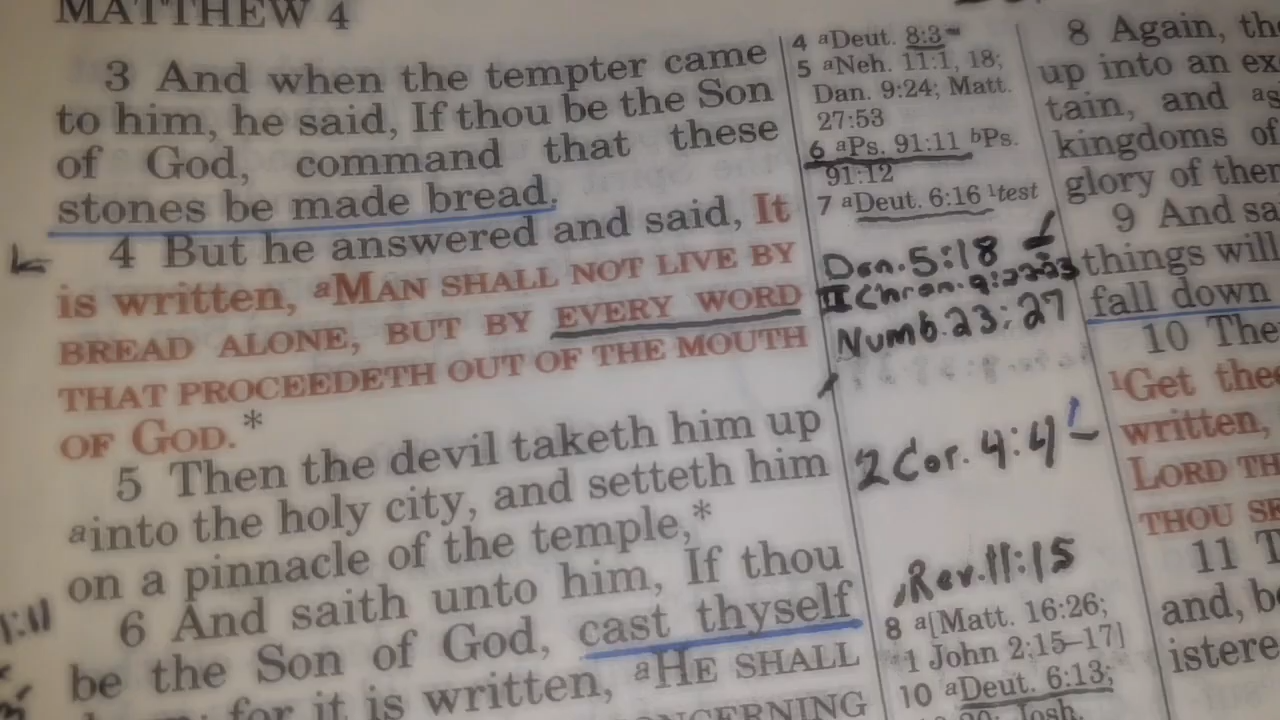 MATTHEW 4
3 And when the tempter came
to him, he said, If thou be the Son
of God, command that these
stones be made bread.
4 But he answered and said, It
is written, aMAN SHALL NOT LIVE BY
BREAD ALONE, BUT BY EVERY WORD
THAT PROCEEDETH OUT OF THE MOUTH
OF GOD.*
5 Then the devil taketh him up
ainto the holy city, and setteth him
on a pinnacle of the temple,*
6 And saith unto him, If thou
be the Son of God, cast thyself
for it is written, aHE SHALL
4 aDeut. 8:3
5 aNeh. 11:1, 18;
Dan. 9:24; Matt.
27:53
6 aPs. 91:11 bPs.
91:12
7 aDeut. 6:16 1test
Dan. 5:18
II Chron. 9:22-23
Numb. 23:27
2 Cor. 4:4
Rev. 11:15
8 a[Matt. 16:26;
1 John 2:15–17]
10 aDeut. 6:13;
Josh.
8 Again, the
up into an
tain, and as
kingdoms of
glory of
9 And
things will
fall down
10
1Get
written,
LORD
THOU
11
and,